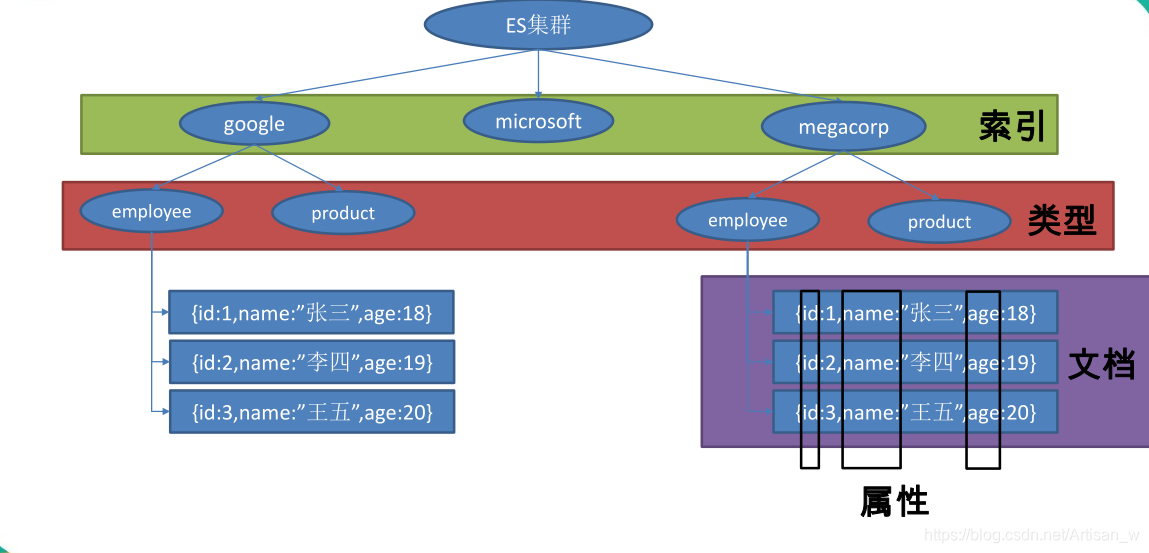 ES集群
google
microsoft
megacorp
索引
employee
product
employee
product
类型
{id:1,name:”张三”,age:18}
{id:2,name:”李四”,age:19}
{id:3,name:”王五”,age:20}
{id:1,name:”张三”,age:18}
{id:2,name:”李四”,age:19}
{id:3,name:”王五”,age:20}
文档
属性
https://blog.csdn.net/Artisan_w